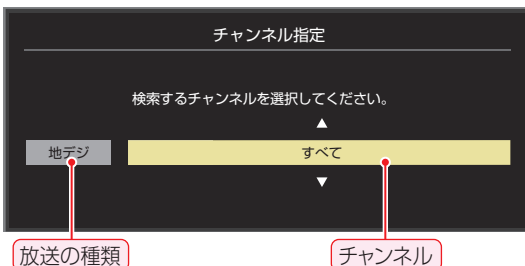 チャンネル指定
検索するチャンネルを選択してください。
▲
地デジ すべて
▼
放送の種類 チャンネル